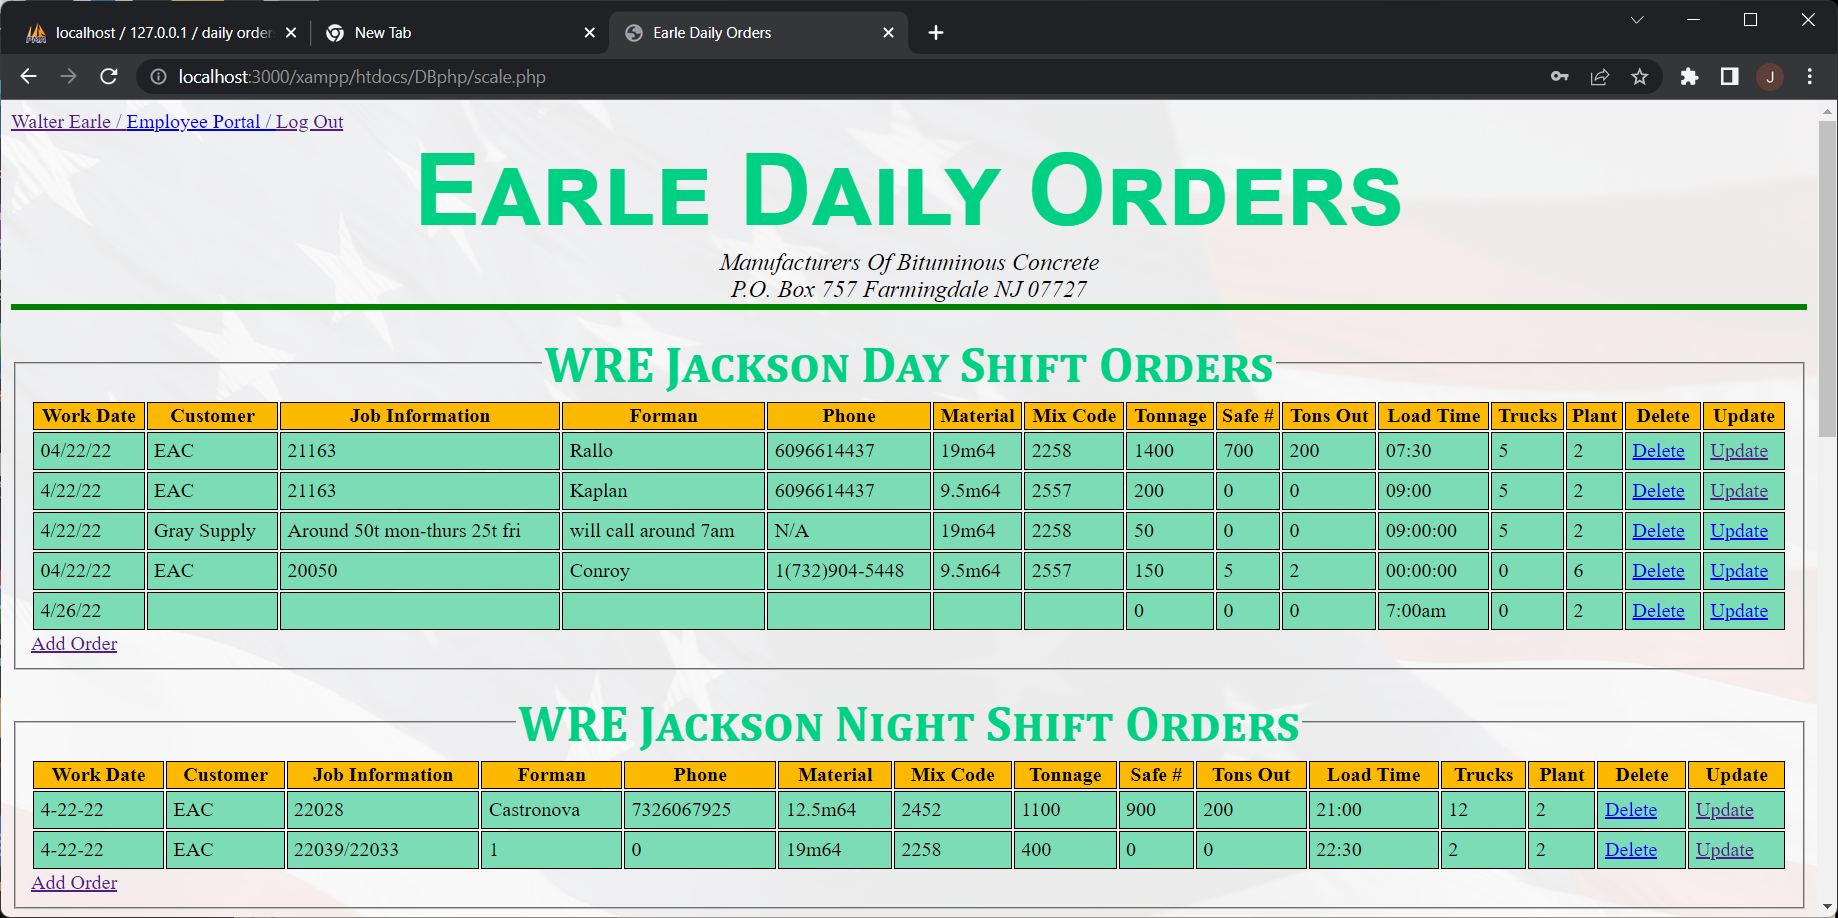 localhost / 127.0.0.1 / daily order
New Tab
Earle Daily Orders
localhost:3000/xampp/htdocs/DBphp/scale.php
J
Walter Earle / Employee Portal / Log Out
Earle Daily Orders
Manufacturers Of Bituminous Concrete
P.O. Box 757 Farmingdale NJ 07727
WRE Jackson Day Shift Orders
Work Date Customer Job Information Forman Phone Material Mix Code Tonnage Safe # Tons Out Load Time Trucks Plant Delete Update
04/22/22 EAC 21163 Rallo 6096614437 19m64 2258 1400 700 200 07:30 5 2 Delete Update
4/22/22 EAC 21163 Kaplan 6096614437 9.5m64 2557 200 0 0 09:00 5 2 Delete Update
4/22/22 Gray Supply Around 50t mon-thurs 25t fri will call around 7am N/A 19m64 2258 50 0 0 09:00:00 5 2 Delete Update
04/22/22 EAC 20050 Conroy 1(732)904-5448 9.5m64 2557 150 5 2 00:00:00 0 6 Delete Update
4/26/22 0 0 0 7:00am 0 2 Delete Update
Add Order
WRE Jackson Night Shift Orders
Work Date Customer Job Information Forman Phone Material Mix Code Tonnage Safe # Tons Out Load Time Trucks Plant Delete Update
4-22-22 EAC 22028 Castronova 7326067925 12.5m64 2452 1100 900 200 21:00 12 2 Delete Update
4-22-22 EAC 22039/22033 1 0 19m64 2258 400 0 0 22:30 2 2 Delete Update
Add Order